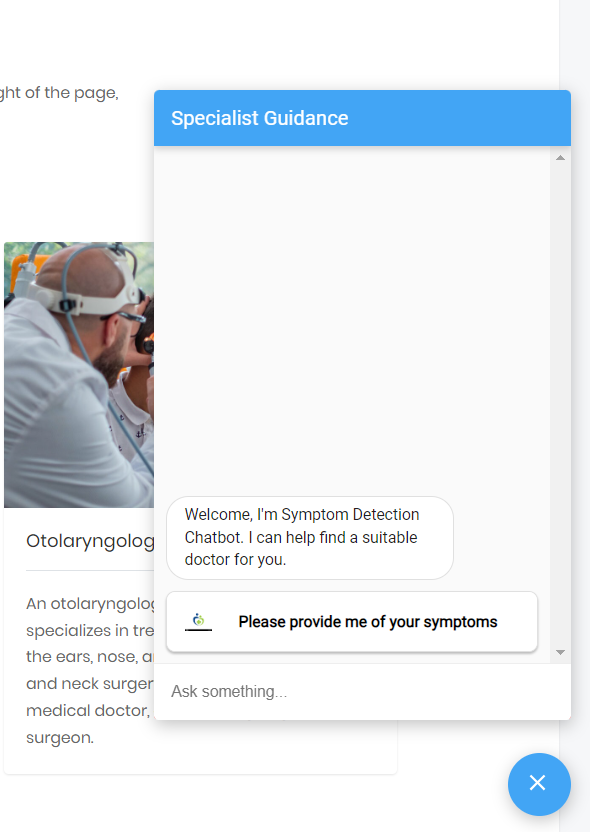 ght of the page,
Specialist Guidance
Welcome, I'm Symptom Detection
Chatbot. I can help find a suitable
doctor for you.
Please provide me of your symptoms
Ask something...
Otolaryngolog
An otolaryngolog
specializes in tre
the ears, nose, a
and neck surger
medical doctor,
surgeon.